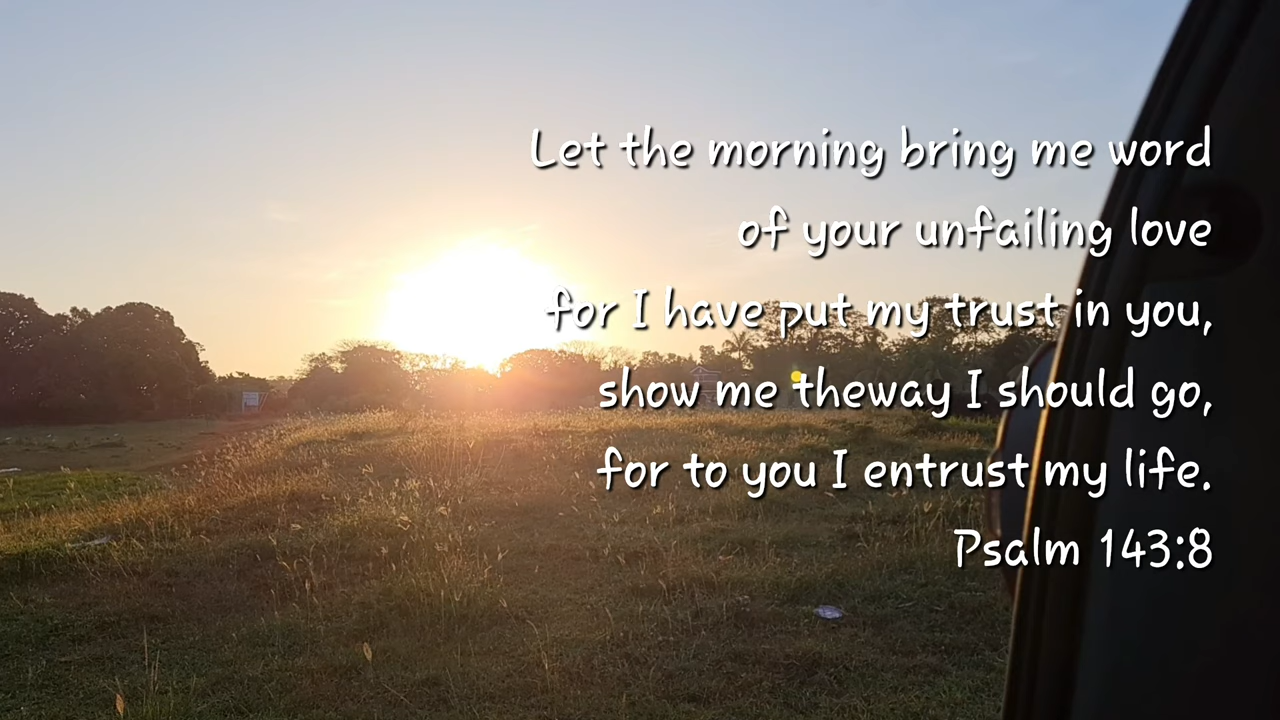 Let the morning bring me word
of your unfailing love
for I have put my trust in you,
show me theway I should go,
for to you I entrust my life.
Psalm 143:8